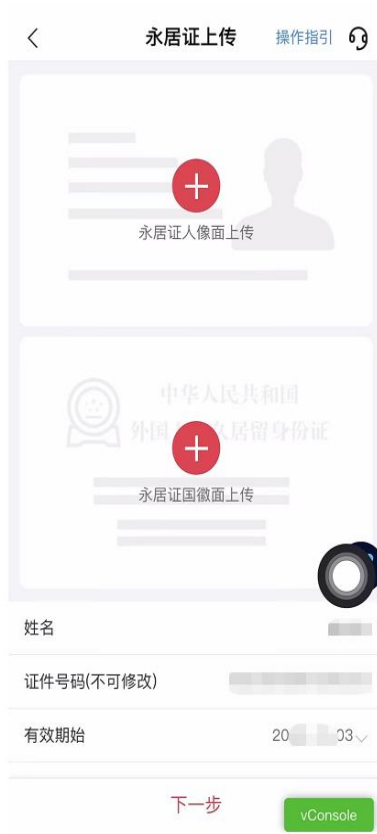 永居证上传 操作指引
永居证人像面上传
中华人民共和国
外国 久居留身份证
永居证国徽面上传
姓名
证件号码(不可修改)
有效期始 20 03
下一步
vConsole